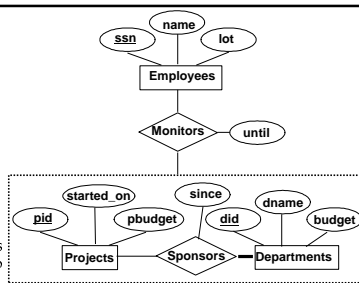 name
ssn
lot
Employees
Monitors
until
since
started_on
dname
pid
pbudget
did
budget
Sponsors
Projects
Departments